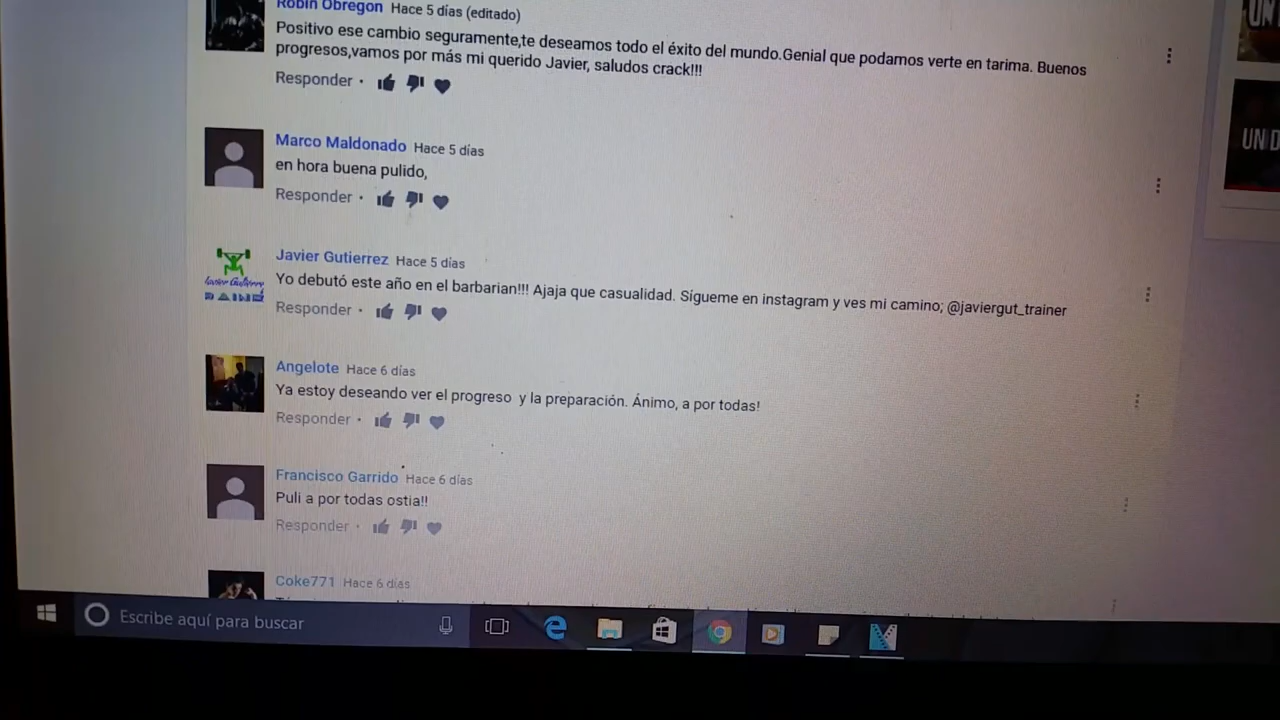 Robin Obregon Hace 5 días (editado)
Positivo ese cambio seguramente,te deseamos todo el éxito del mundo.Genial que podamos verte en tarima. Buenos
progresos,vamos por más mi querido Javier, saludos crack!!!
Responder
Marco Maldonado Hace 5 días
en hora buena pulido,
Responder
Javier Gutierrez Hace 5 días
Yo debutó este año en el barbarian!!! Ajaja que casualidad. Sígueme en instagram y ves mi camino; @javiergut_trainer
Responder
Javier Gutierrez
Angelote Hace 6 días
Ya estoy deseando ver el progreso y la preparación. Ánimo, a por todas!
Responder
Francisco Garrido Hace 6 días
Puli a por todas ostia!!
Responder
Coke771 Hace 6 días
Escribe aquí para buscar
UN
UN D